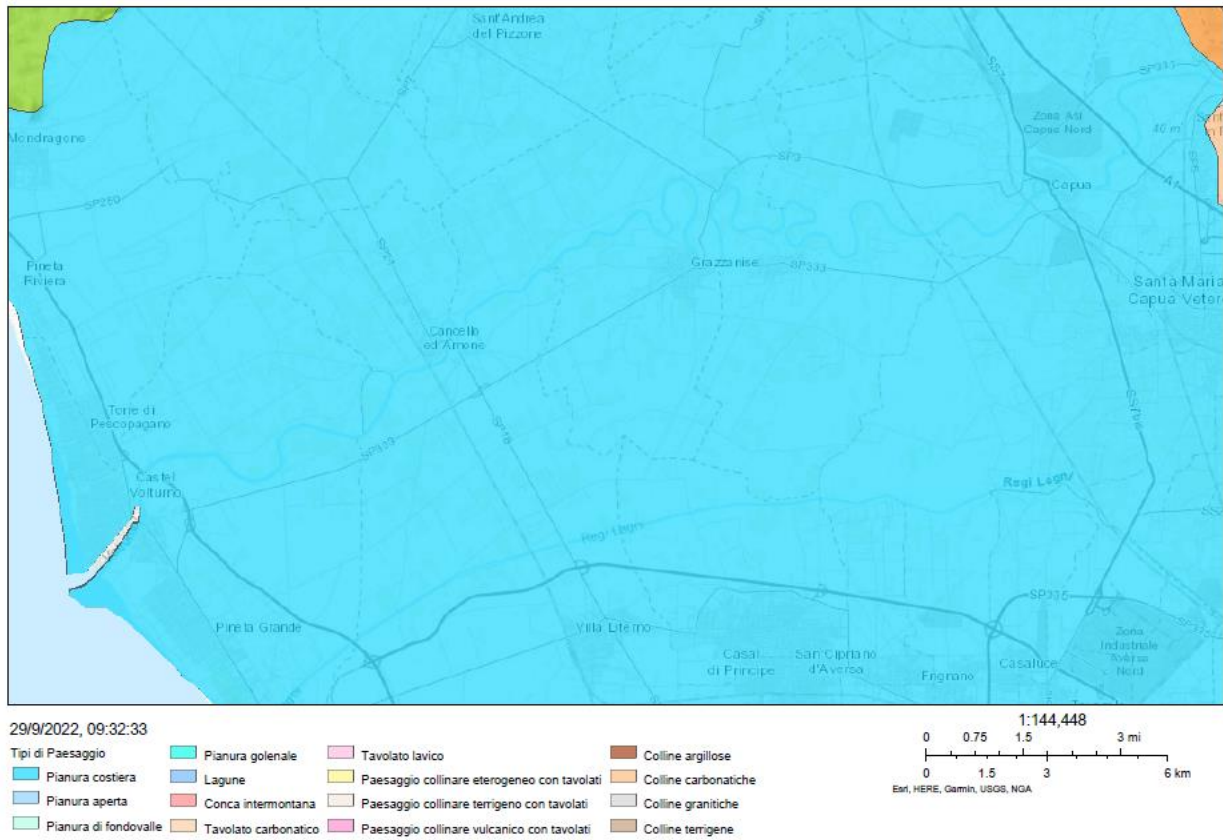 Sant'Andrea
del Pizzone
SS7
SP333
Mondragone
Zona Asi
Capua Nord
40 m
SP3
Capua
A1
SP260
SP21
Pineta
Riviera
Grazzanise
SP333
Santa Maria
Capua Vetere
Cancello
ed Arnone
Torre di
Pescopagano
SP18
SP333
Castel
Volturno
Regi Lagni
Regi Lagni
SP335
Pineta Grande
Villa Literno
Casal
di Principe
San Cipriano
d'Aversa
Frignano
Casaluce
Zona
Industriale
Aversa
Nord
29/9/2022, 09:32:33
Tipi di Paesaggio
Pianura costiera
Pianura aperta
Pianura di fondovalle
Pianura golenale
Lagune
Conca intermontana
Tavolato carbonatico
Tavolato lavico
Paesaggio collinare eterogeneo con tavolati
Paesaggio collinare terrigeno con tavolati
Paesaggio collinare vulcanico con tavolati
Colline argillose
Colline carbonatiche
Colline granitiche
Colline terrigene
1:144,448
0 0.75 1.5 3 mi
0 1.5 3 6 km
Esri, HERE, Garmin, USGS, NGA